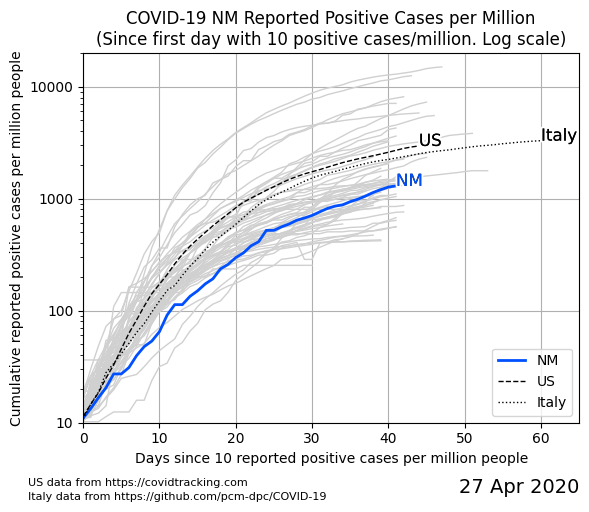 COVID-19 NM Reported Positive Cases per Million
(Since first day with 10 positive cases/million. Log scale)
Cumulative reported positive cases per million people
10000
1000
100
10
US
Italy
NM
NM
US
Italy
0 10 20 30 40 50 60
Days since 10 reported positive cases per million people
US data from https://covidtracking.com
Italy data from https://github.com/pcm-dpc/COVID-19
27 Apr 2020